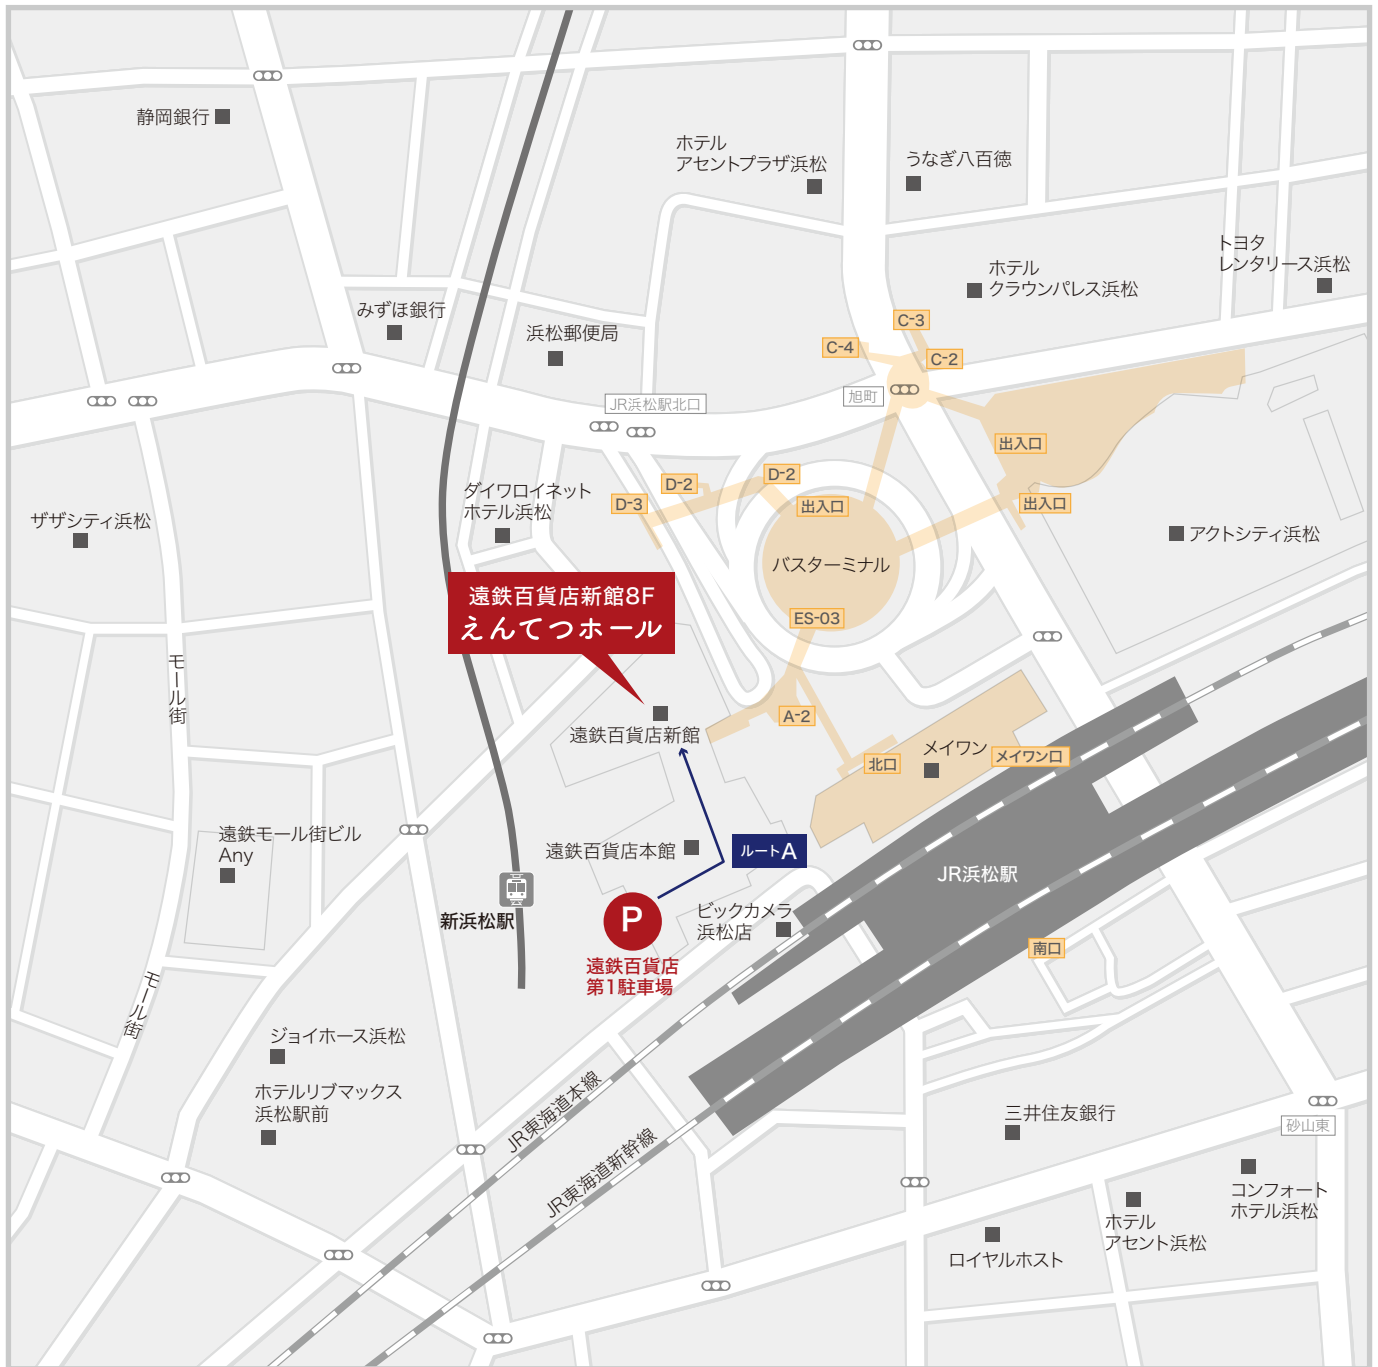 静岡銀行
ホテル
アセントプラザ浜松
うなぎ八百徳
トヨタ
レンタリース浜松
ホテル
クラウンパレス浜松
みずほ銀行
浜松郵便局
C-3
C-4
C-2
旭町
JR浜松駅北口
出入口
D-2
D-2
D-3
出入口
出入口
ダイワロイネット
ホテル浜松
ザザシティ浜松
アクトシティ浜松
バスターミナル
遠鉄百貨店新館8F
えんてつホール
ES-03
モール街
A-2
遠鉄百貨店新館
北口
メイワン
メイワン口
遠鉄モール街ビル
Any
遠鉄百貨店本館
ルートA
JR浜松駅
新浜松駅
P
ビックカメラ
浜松店
南口
遠鉄百貨店
第1駐車場
モール街
ジョイホース浜松
ホテルリブマックス
浜松駅前
JR東海道本線
JR東海道新幹線
三井住友銀行
砂山東
コンフォート
ホテル浜松
ホテル
アセント浜松
ロイヤルホスト